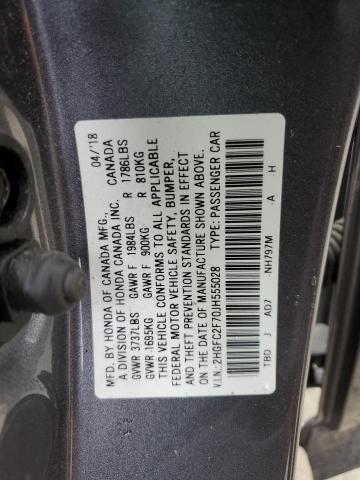 MFD. BY HONDA OF CANADA MFG., 04/18
A DIVISION OF HONDA CANADA INC. CANADA
GVWR 3737LBS GAWR F 1984LBS R 1786LBS
GVWR 1695KG GAWR F 900KG R 810KG
THIS VEHICLE CONFORMS TO ALL APPLICABLE
FEDERAL MOTOR VEHICLE SAFETY, BUMPER,
AND THEFT PREVENTION STANDARDS IN EFFECT
ON THE DATE OF MANUFACTURE SHOWN ABOVE.
V.I.N.: 2HGFC2F70JH555028 TYPE: PASSENGER CAR
TBD J AD7 NH797M A H